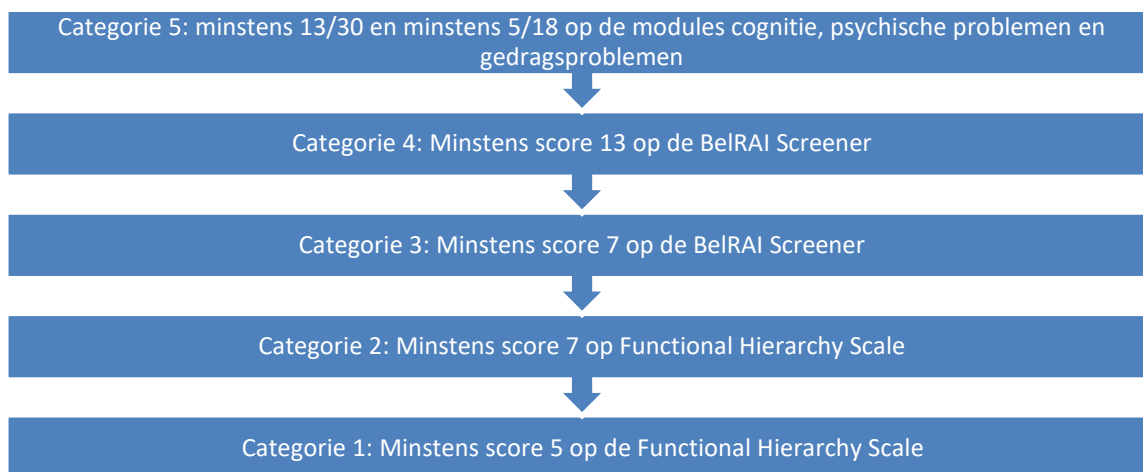 Categorie 5: minstens 13/30 en minstens 5/18 op de modules cognitie, psychische problemen en
gedragsproblemen
Categorie 4: Minstens score 13 op de BelRAI Screener
Categorie 3: Minstens score 7 op de BelRAI Screener
Categorie 2: Minstens score 7 op Functional Hierarchy Scale
Categorie 1: Minstens score 5 op de Functional Hierarchy Scale